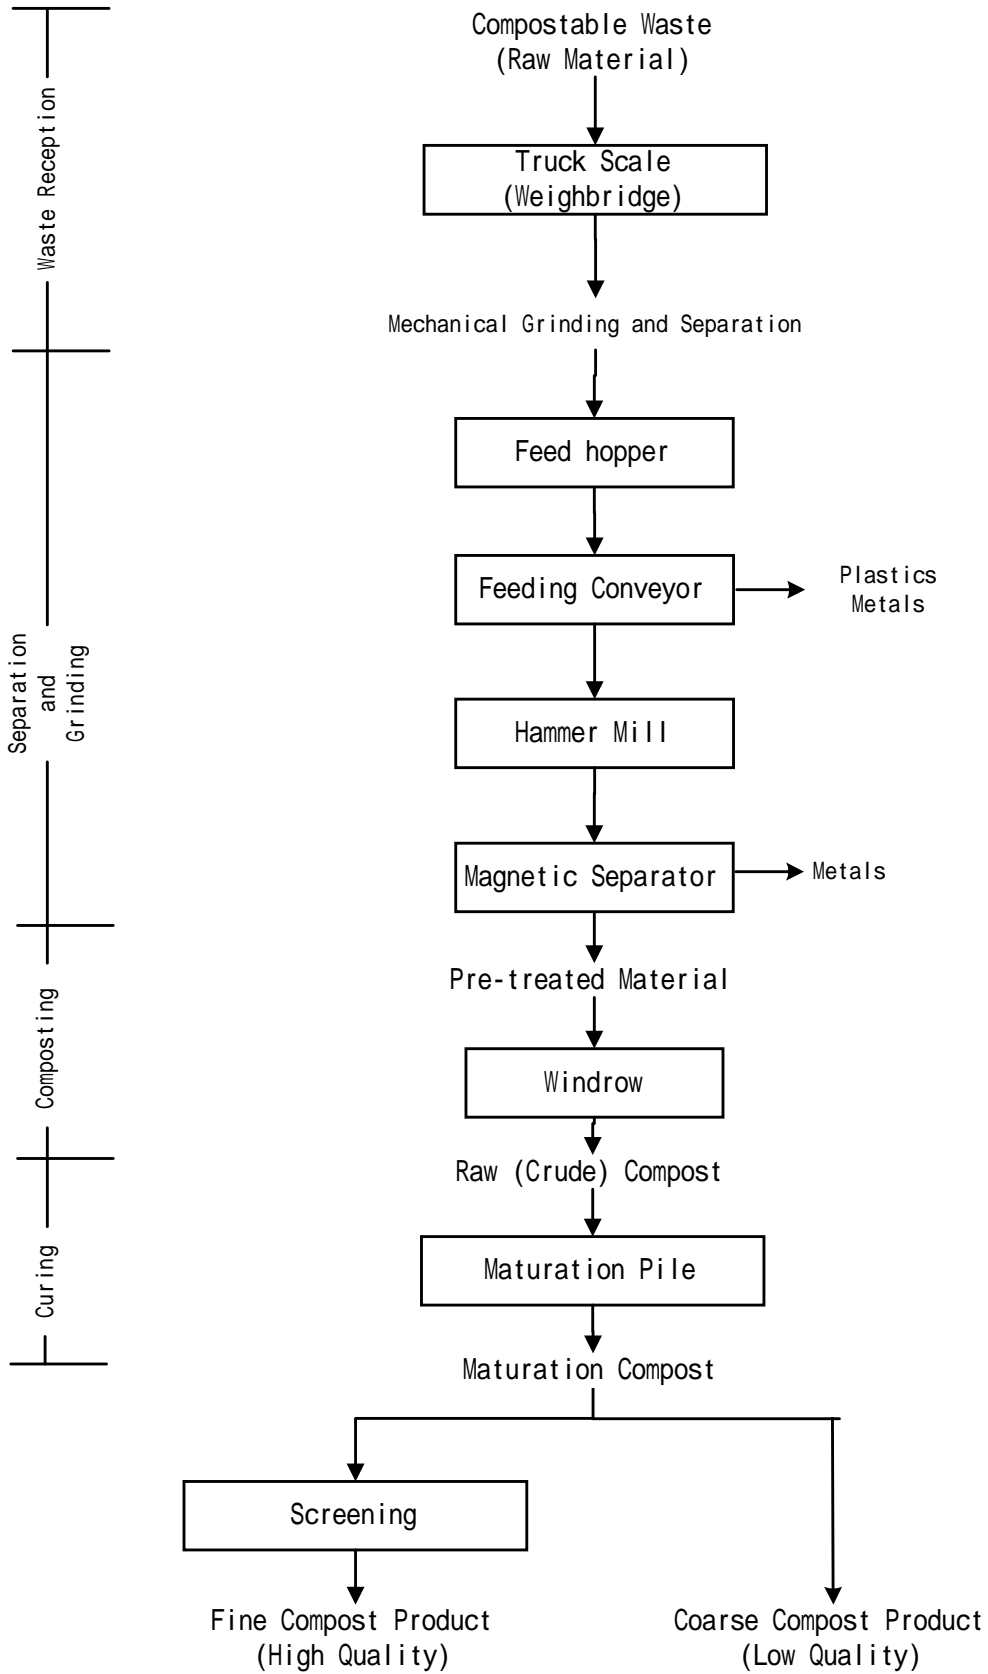 Compostable Waste
(Raw Material)
Waste Reception
Truck Scale
(Weighbridge)
Mechanical Grinding and Separation
Separation
and
Grinding
Feed hopper
Feeding Conveyor
Plastics
Metals
Hammer Mill
Magnetic Separator
Metals
Composting
Pre-treated Material
Windrow
Raw (Crude) Compost
Curing
Maturation Pile
Maturation Compost
Screening
Fine Compost Product
(High Quality)
Coarse Compost Product
(Low Quality)